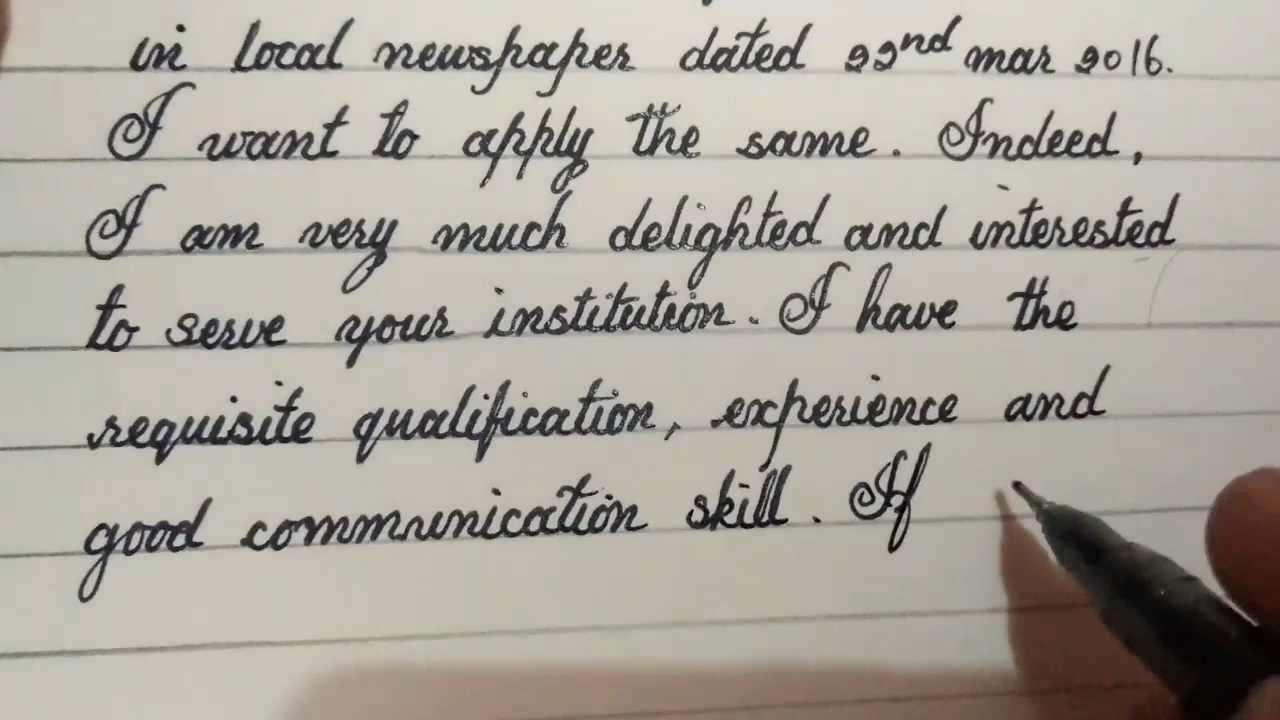 in local newspaper dated 22nd mar 2016.
I want to apply the same. Indeed,
I am very much delighted and interested
to serve your institution. I have the
requisite qualification, experience and
good communication skill. If